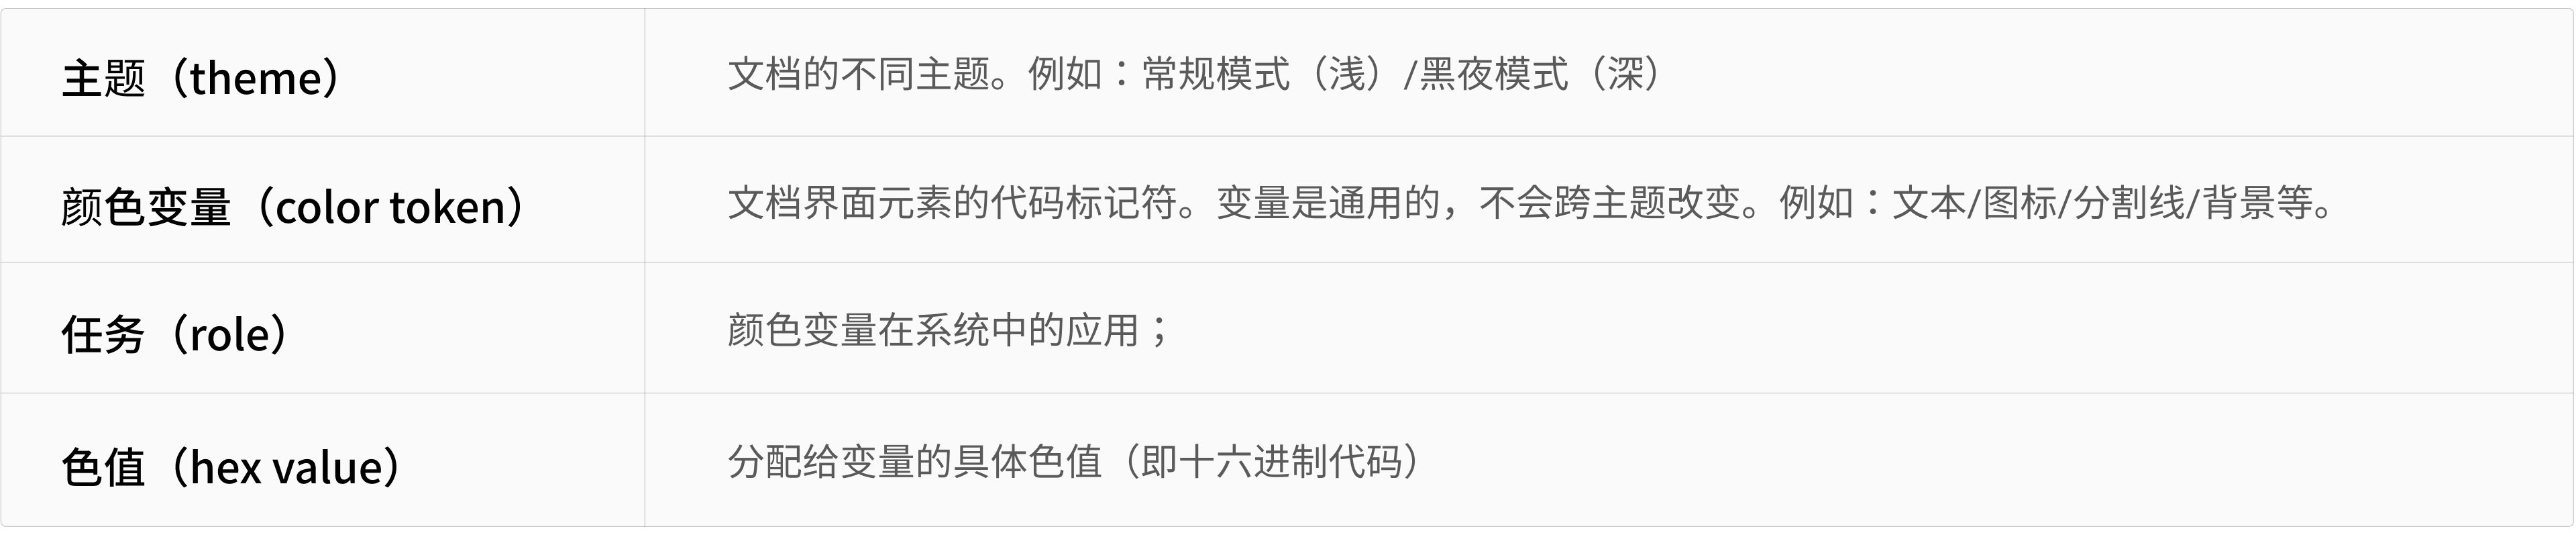 主题（theme）
文档的不同主题。例如：常规模式（浅）/黑夜模式（深）
颜色变量（color token）
文档界面元素的代码标记符。变量是通用的，不会跨主题改变。例如：文本/图标/分割线/背景等。
任务（role）
颜色变量在系统中的应用；
色值（hex value）
分配给变量的具体色值（即十六进制代码）